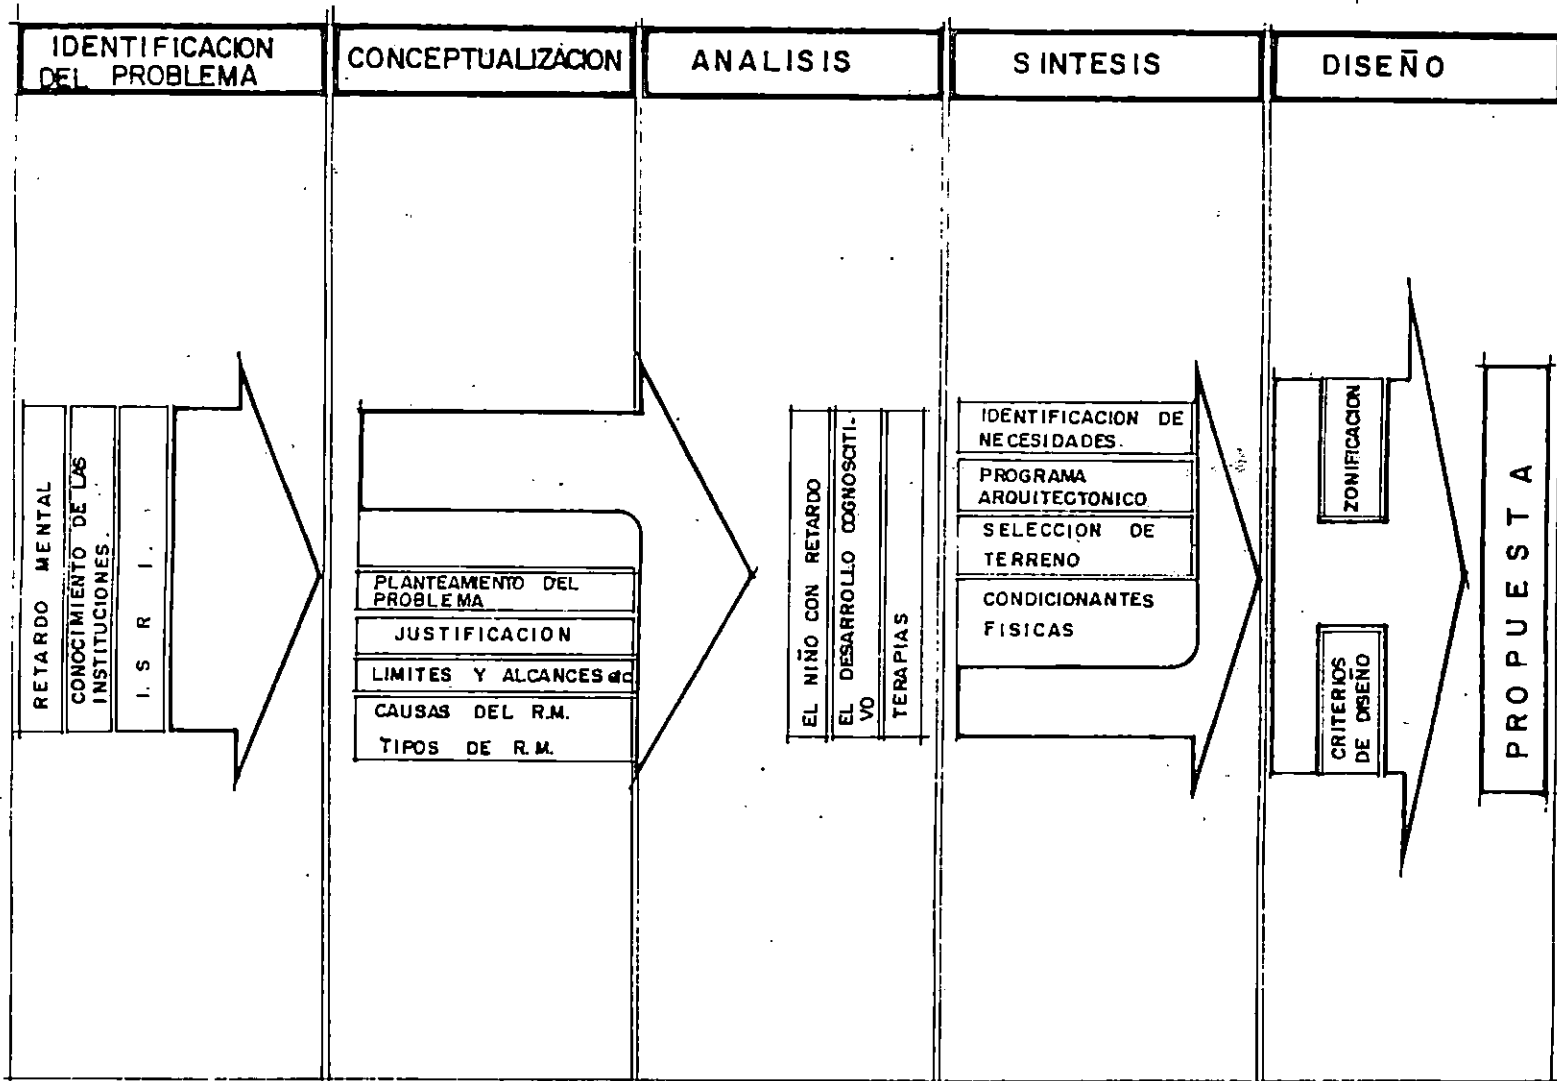 IDENTIFICACION
DEL PROBLEMA
CONCEPTUALIZACION
ANALISIS
SINTESIS
DISEÑO
RETARDO MENTAL
CONOCIMIENTO DE LAS
INSTITUCIONES.
I. S R I.
PLANTEAMIENTO DEL
PROBLEMA
JUSTIFICACION
LIMITES Y ALCANCES etc
CAUSAS DEL R.M.
TIPOS DE R.M.
EL NIÑO CON RETARDO
EL DESARROLLO COGNOSCITI-
VO
TERAPIAS
IDENTIFICACION DE
NECESIDADES.
PROGRAMA
ARQUITECTONICO
SELECCION DE
TERRENO
CONDICIONANTES
FISICAS
ZONIFICACION
CRITERIOS
DE DISEÑO
PROPUESTA